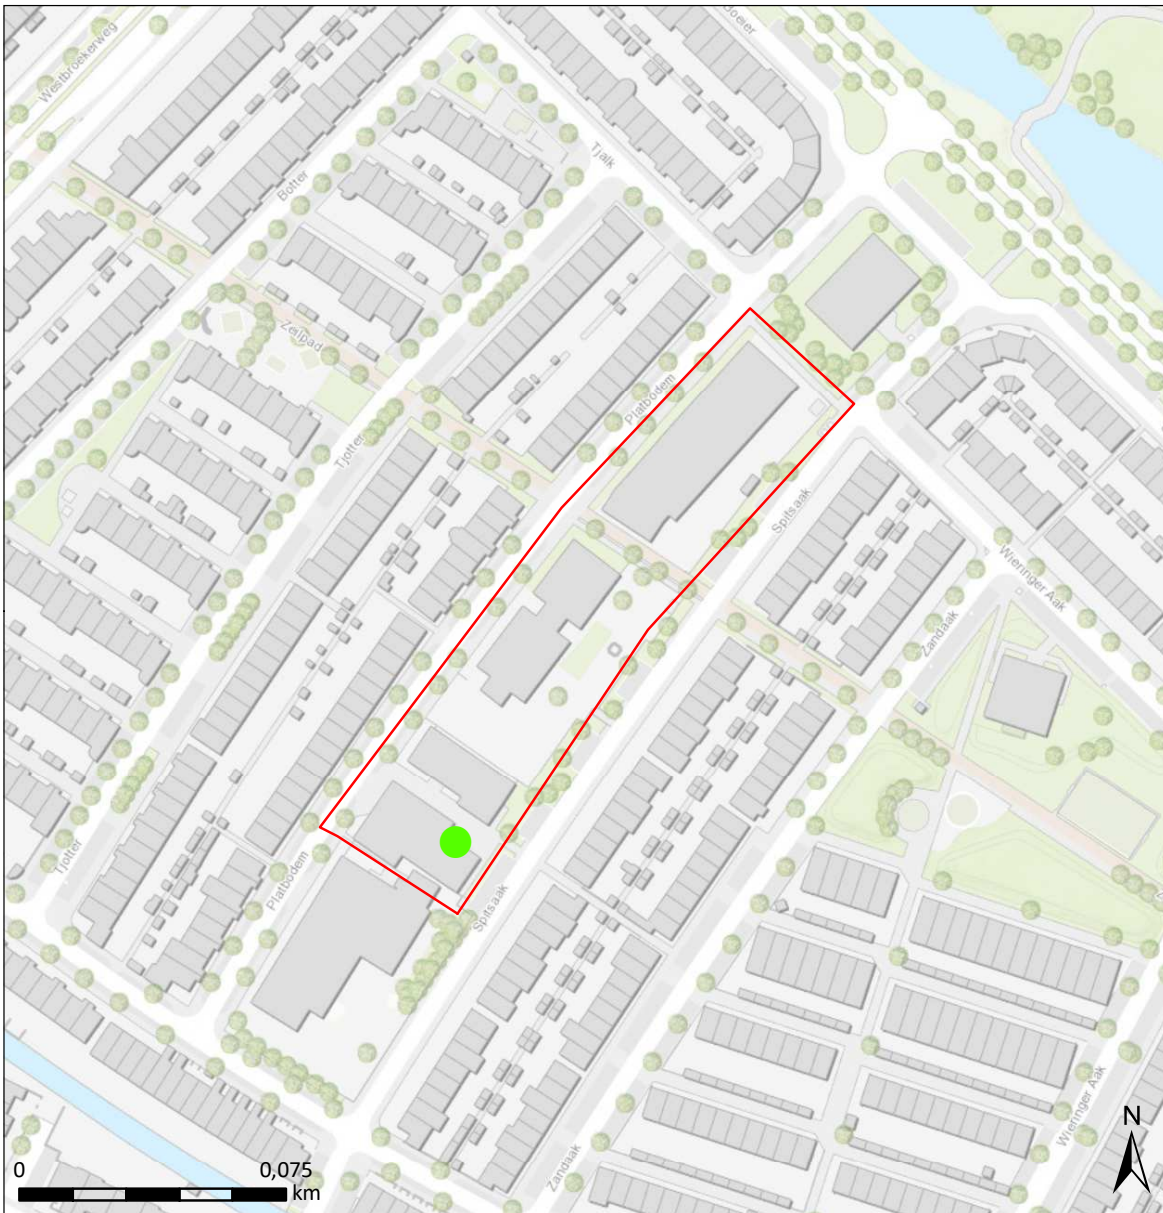 Westbroekerweg
Boeier
Tjalk
Botter
Zeilpad
Platbodem
Tjotter
Spitsaak
Wieringer Aak
Zandaak
Tjotter
Platbodem
Spitsaak
Wieringer Aak
Zandaak
N
0 0,075
km